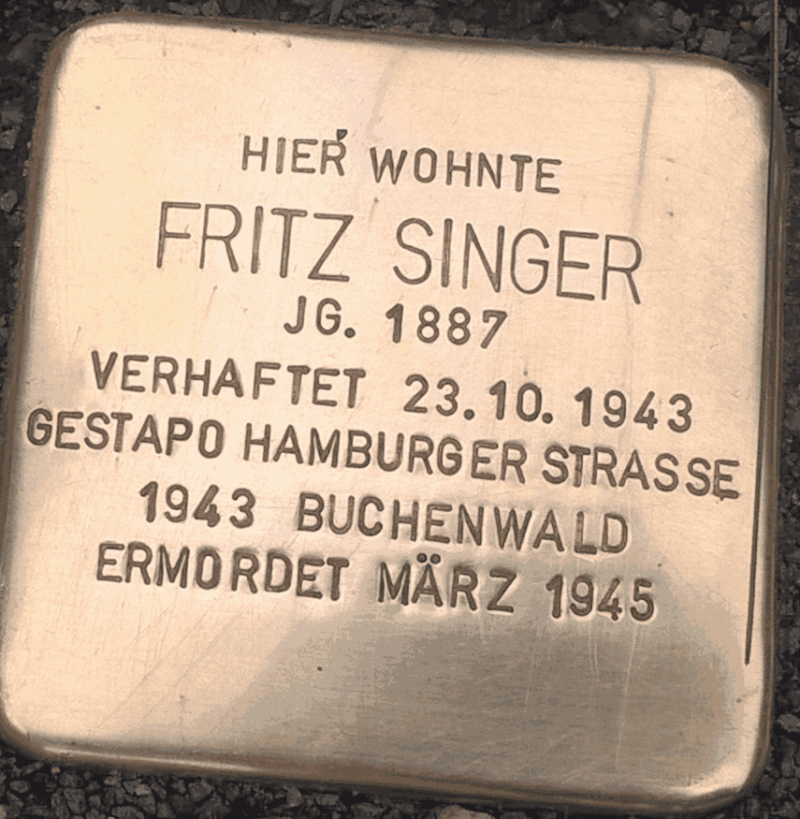 HIER WOHNTE
FRITZ SINGER
JG. 1887
VERHAFTET 23.10.1943
GESTAPO HAMBURGER STRASSE
1943 BUCHENWALD
ERMORDET MÄRZ 1945